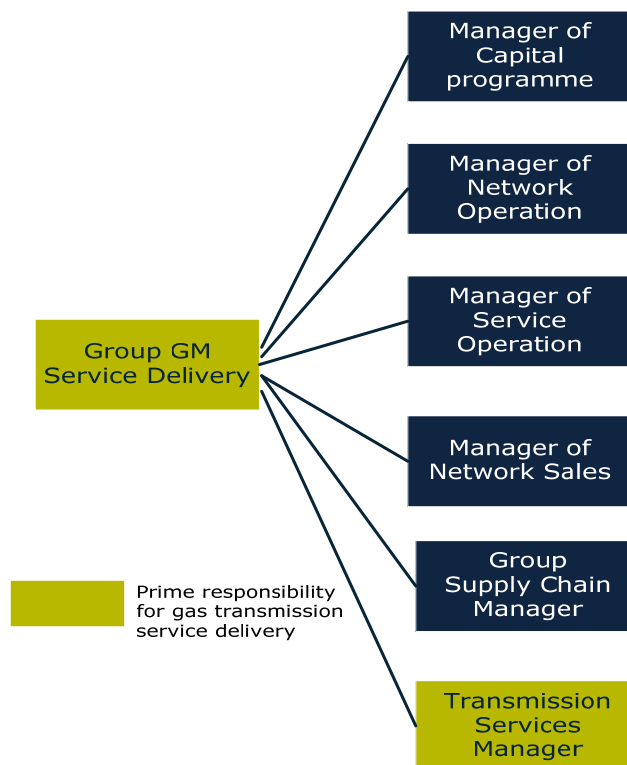 Manager of
Capital
programme
Manager of
Network
Operation
Manager of
Service
Operation
Group GM
Service Delivery
Manager of
Network Sales
Group
Supply Chain
Manager
Prime responsibility
for gas transmission
service delivery
Transmission
Services
Manager